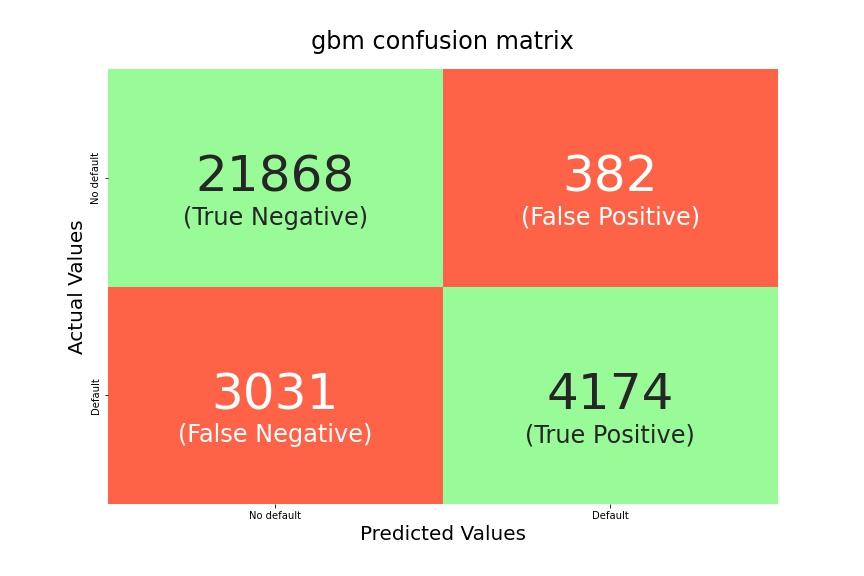 gbm confusion matrix
21868
(True Negative)
382
(False Positive)
3031
(False Negative)
4174
(True Positive)
No default
Default
Actual Values
No default
Default
Predicted Values